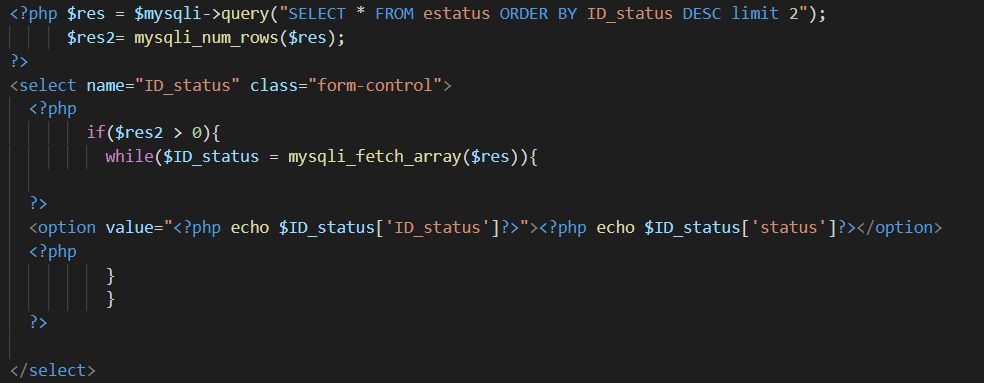 <?php $res = $mysqli->query("SELECT * FROM estatus ORDER BY ID_status DESC limit 2");
$res2= mysqli_num_rows($res);
?>
<select name="ID_status" class="form-control">
<?php
if($res2 > 0){
while($ID_status = mysqli_fetch_array($res)){
?>
<option value="<?php echo $ID_status['ID_status']?>"><?php echo $ID_status['status']?></option>
<?php
}
}
?>
</select>